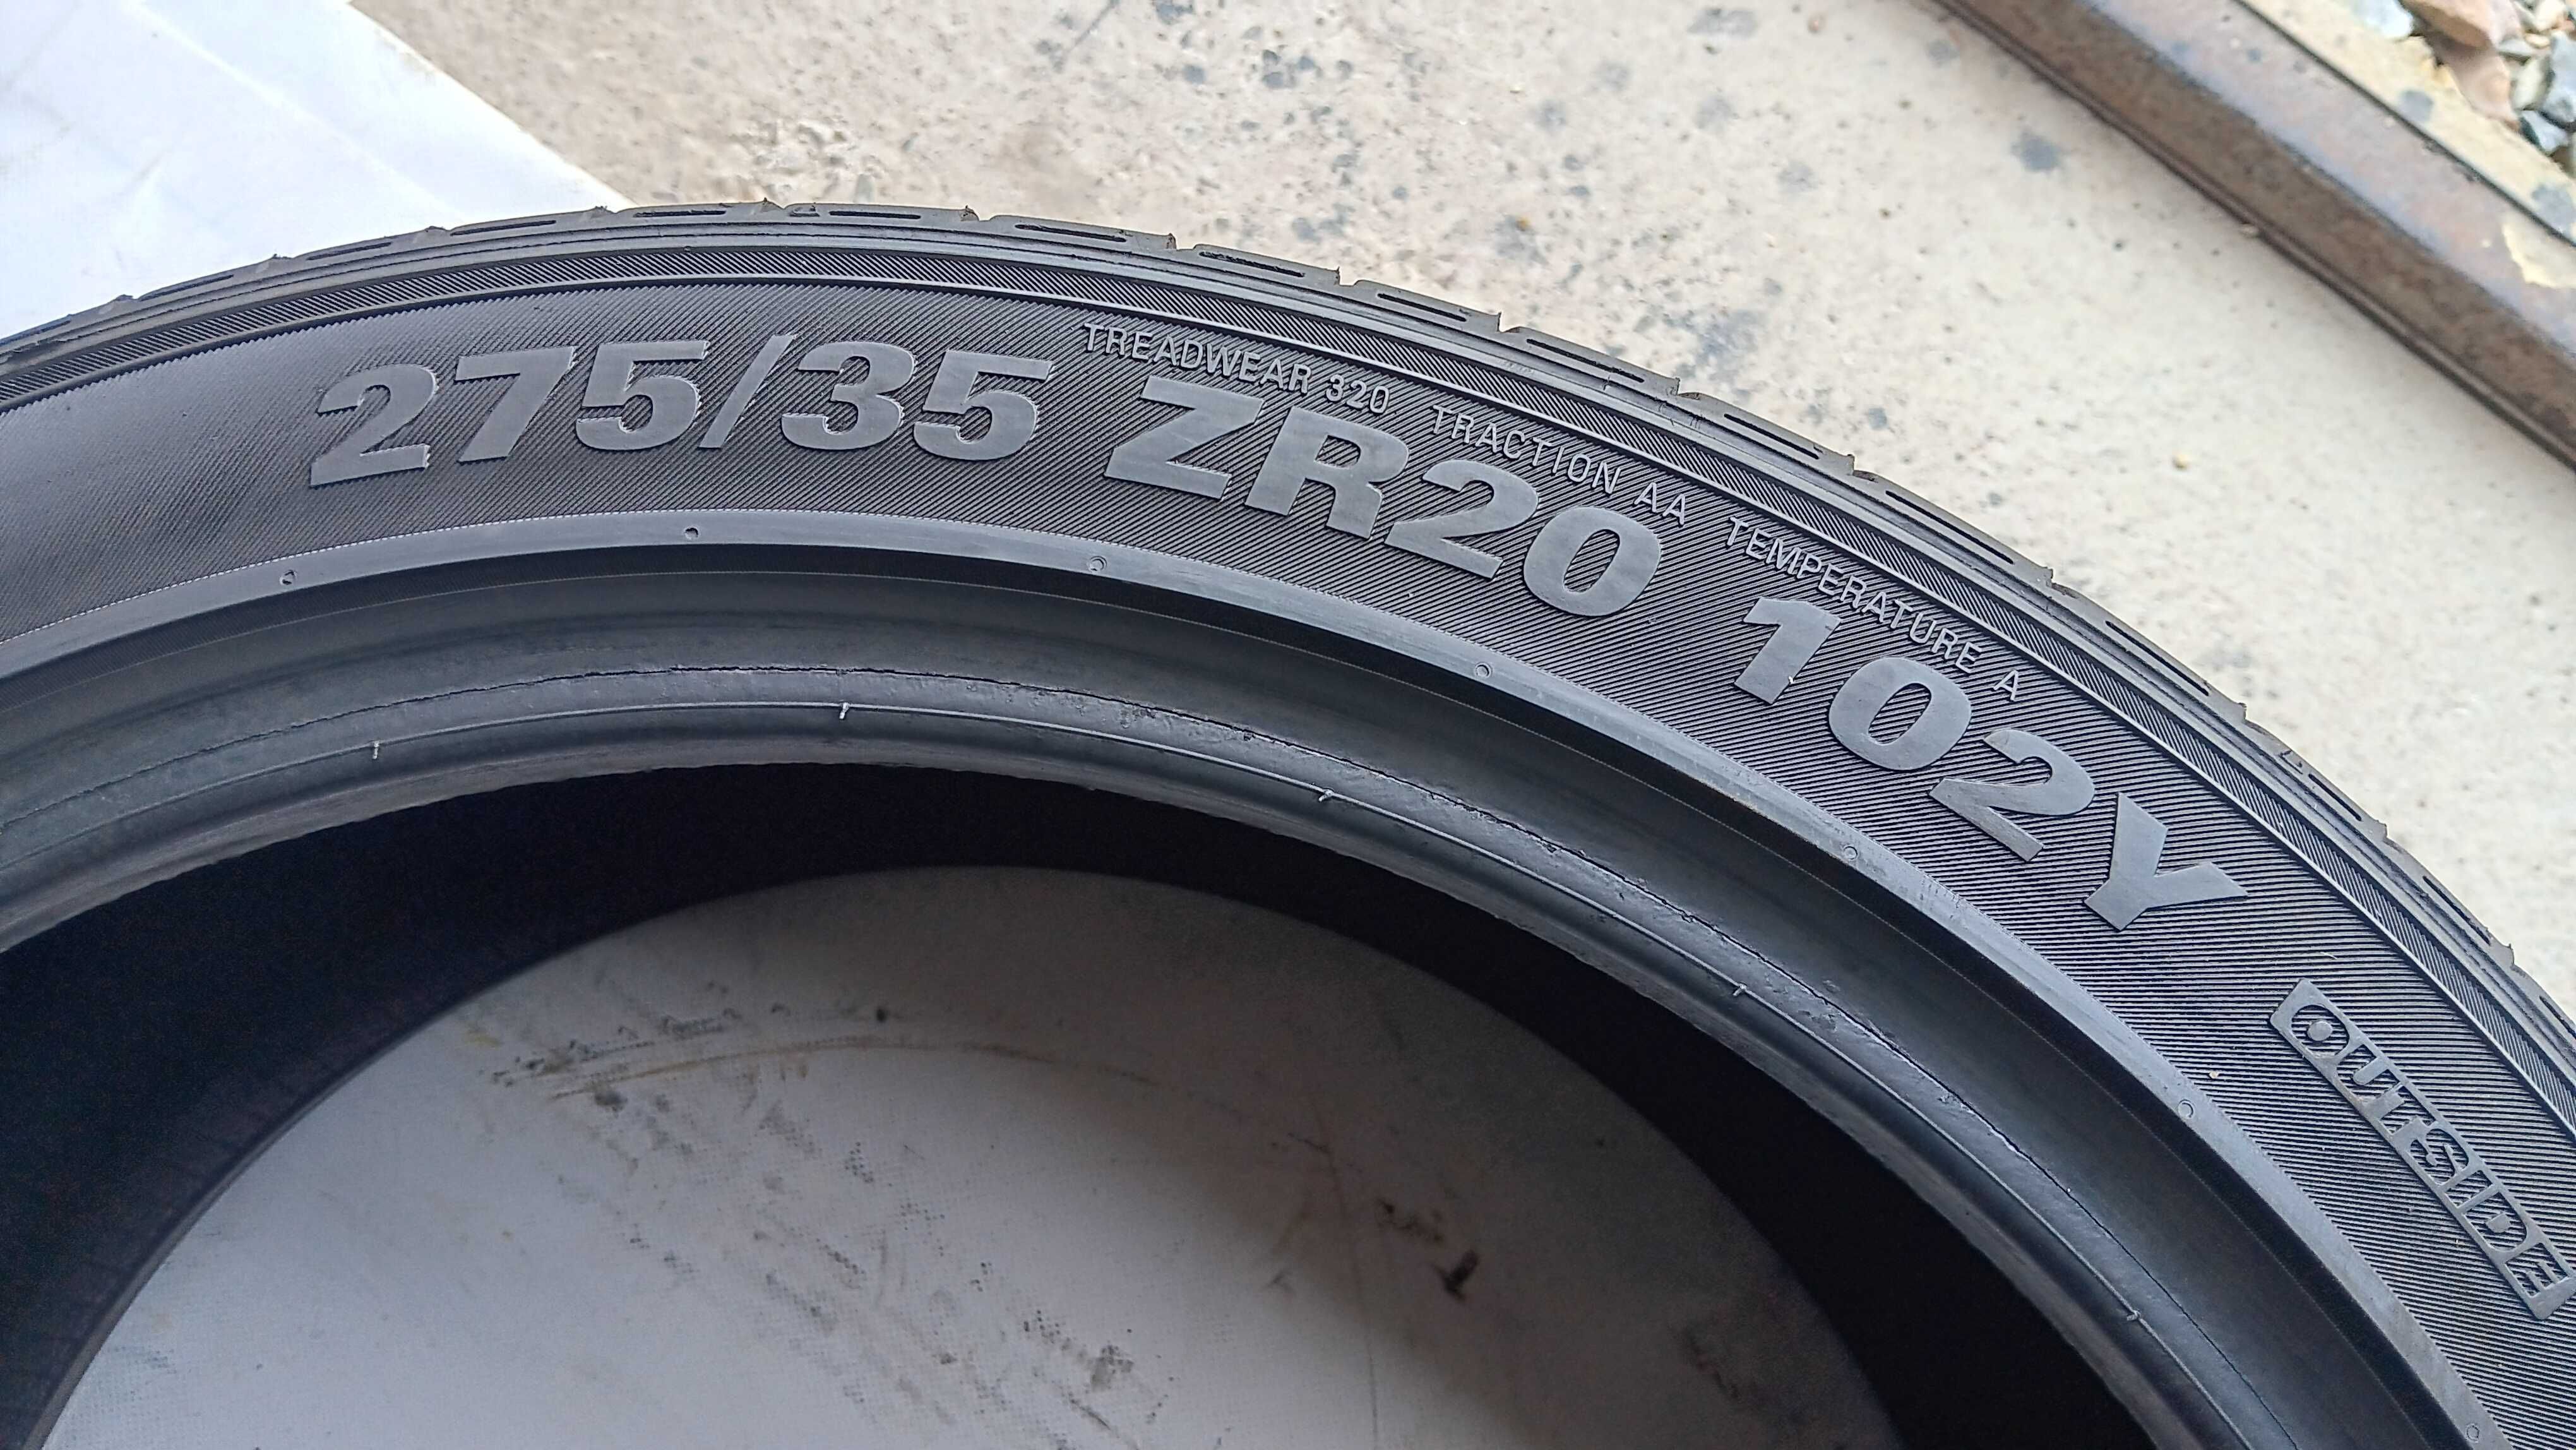 TREADWEAR 320 TRACTION AA TEMPERATURE A
275/35 ZR20 102Y
OUTSIDE